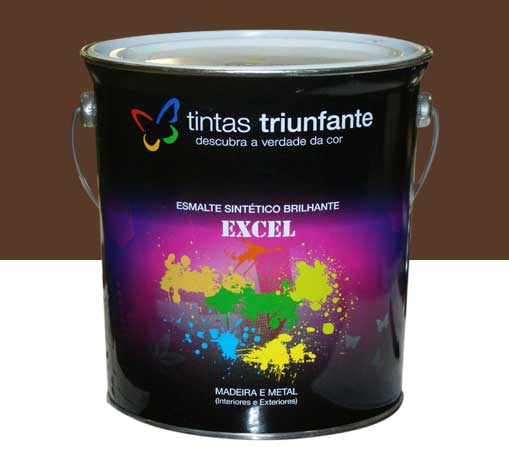 tintas triunfante
descubra a verdade da cor
ESMALTE SINTÉTICO BRILHANTE
EXCEL
MADEIRA E METAL
(Interiores e Exteriores)